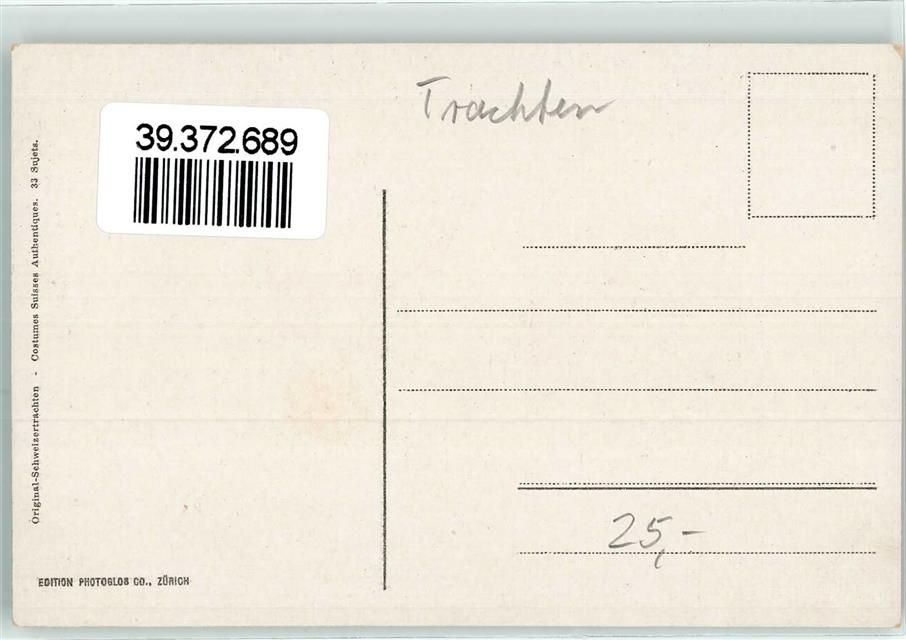 Trachten
39.372.689
Original-Schweizertrachten - Costumes Suisses Authentiques. 33 Sujets.
25,-
EDITION PHOTOGLOB CO., ZÜRICH